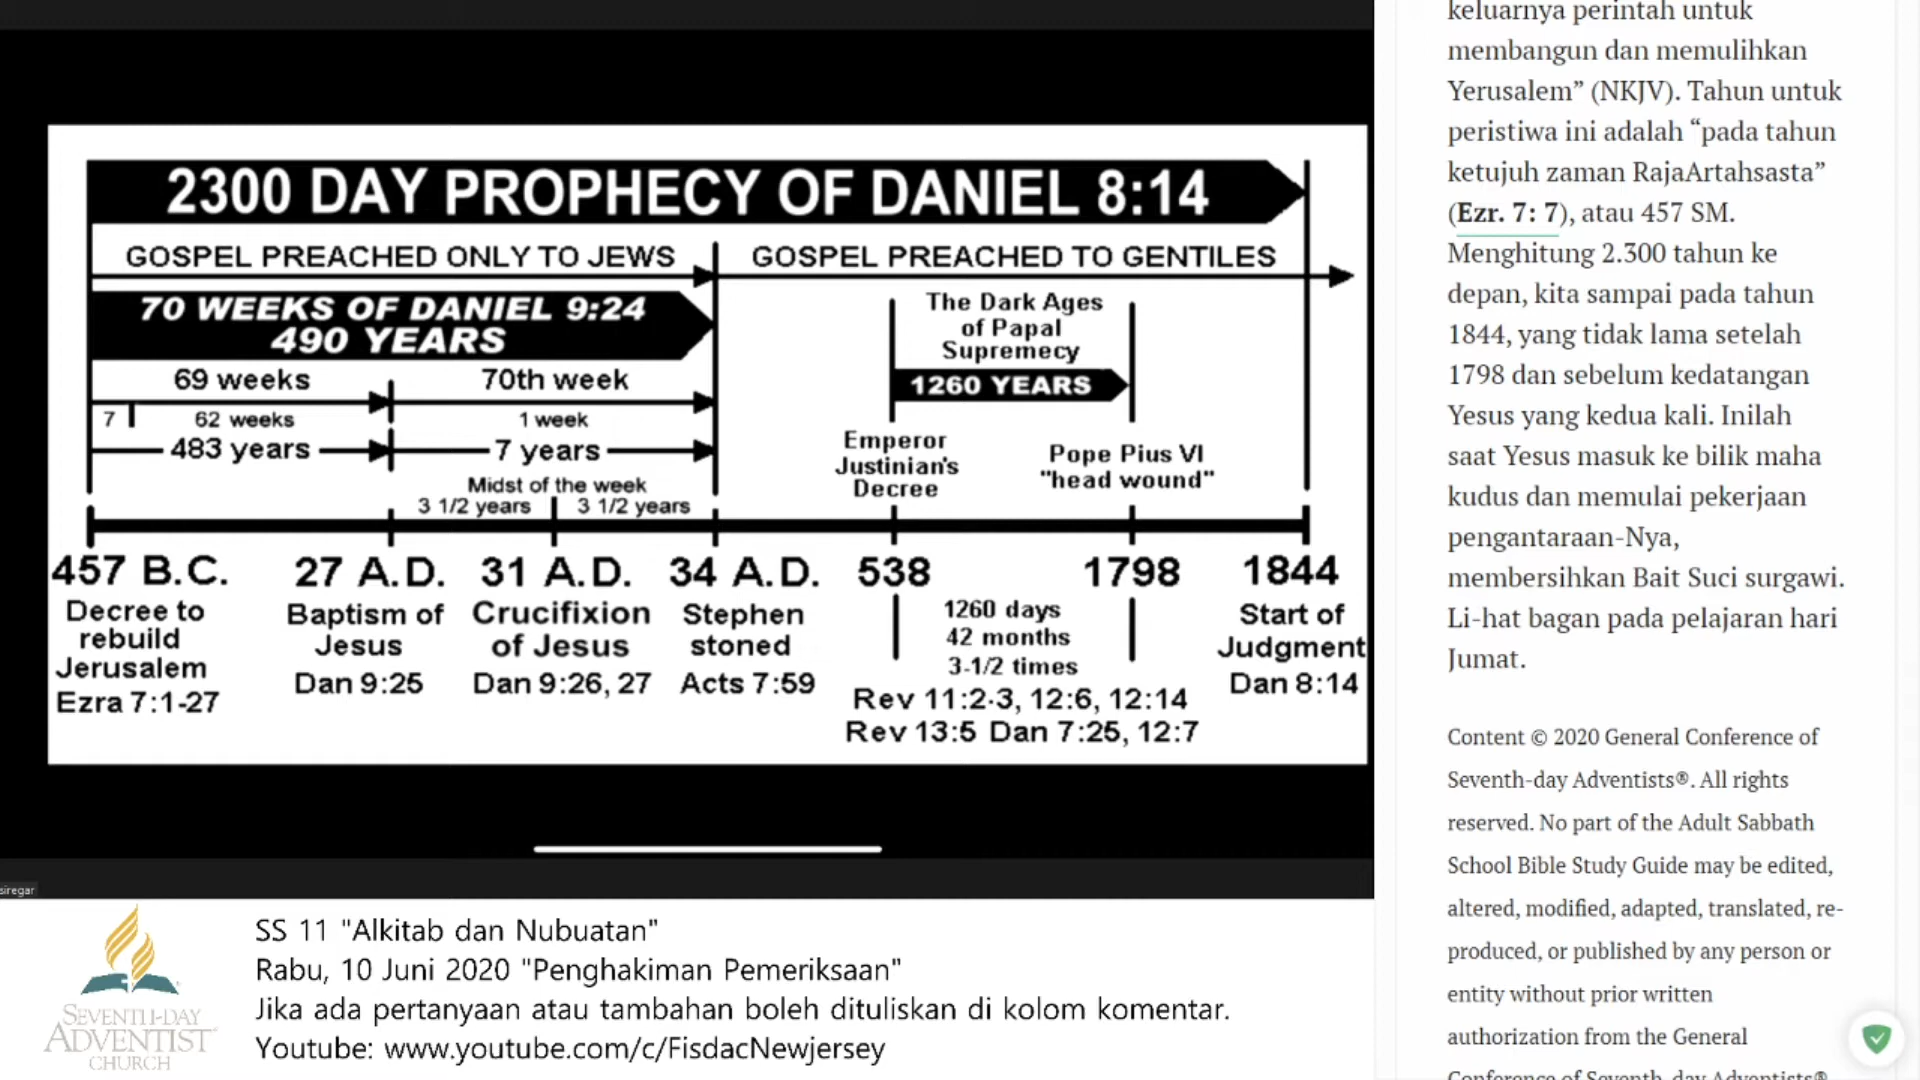 2300 DAY PROPHECY OF DANIEL 8:14
GOSPEL PREACHED ONLY TO JEWS
GOSPEL PREACHED TO GENTILES
70 WEEKS OF DANIEL 9:24
490 YEARS
69 weeks
70th week
7
62 weeks
1 week
483 years
7 years
Midst of the week
3 1/2 years
3 1/2 years
The Dark Ages
of Papal
Supremecy
1260 YEARS
Emperor
Justinian's
Decree
Pope Pius VI
"head wound"
457 B.C.
Decree to
rebuild
Jerusalem
Ezra 7:1-27
27 A.D.
Baptism of
Jesus
Dan 9:25
31 A.D.
Crucifixion
of Jesus
Dan 9:26, 27
34 A.D.
Stephen
stoned
Acts 7:59
538
1798
1260 days
42 months
3-1/2 times
Rev 11:2-3, 12:6, 12:14
Rev 13:5 Dan 7:25, 12:7
1844
Start of
Judgment
Dan 8:14
siregar
SEVENTH-DAY
ADVENTIST
CHURCH
SS 11 "Alkitab dan Nubuatan"
Rabu, 10 Juni 2020 "Penghakiman Pemeriksaan"
Jika ada pertanyaan atau tambahan boleh dituliskan di kolom komentar.
Youtube: www.youtube.com/c/FisdacNewjersey
keluarnya perintah untuk
membangun dan memulihkan
Yerusalem” (NKJV). Tahun untuk
peristiwa ini adalah “pada tahun
ketujuh zaman RajaArtahsasta”
(Ezr. 7: 7), atau 457 SM.
Menghitung 2.300 tahun ke
depan, kita sampai pada tahun
1844, yang tidak lama setelah
1798 dan sebelum kedatangan
Yesus yang kedua kali. Inilah
saat Yesus masuk ke bilik maha
kudus dan memulai pekerjaan
pengantaraan-Nya,
membersihkan Bait Suci surgawi.
Li-hat bagan pada pelajaran hari
Jumat.
Content © 2020 General Conference of
Seventh-day Adventists®. All rights
reserved. No part of the Adult Sabbath
School Bible Study Guide may be edited,
altered, modified, adapted, translated, re-
produced, or published by any person or
entity without prior written
authorization from the General
Conference of Seventh-day Adventists®